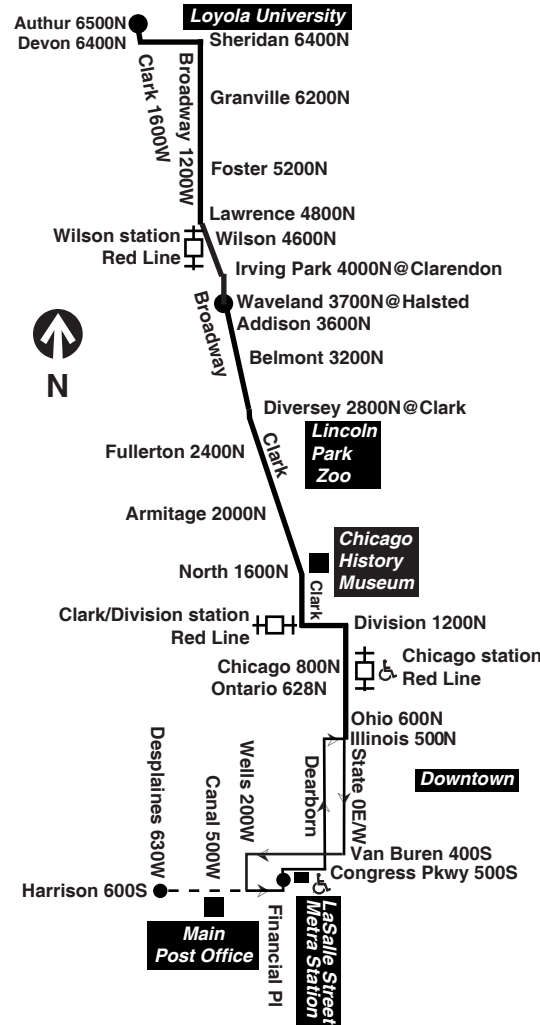 Authur 6500N
Loyola University
Devon 6400N
Sheridan 6400N
Clark 1600W
Broadway 1200W
Granville 6200N
Foster 5200N
Lawrence 4800N
Wilson station
Red Line
Wilson 4600N
Irving Park 4000N@Clarendon
Broadway
Waveland 3700N@Halsted
Addison 3600N
N
Belmont 3200N
Diversey 2800N@Clark
Clark
Lincoln
Park
Zoo
Fullerton 2400N
Armitage 2000N
Chicago
History
Museum
North 1600N
Clark
Clark/Division station
Red Line
Division 1200N
Chicago 800N
Ontario 628N
Chicago station
Red Line
Ohio 600N
Illinois 500N
Desplaines 630W
Canal 500W
Wells 200W
Dearborn
State 0E/W
Downtown
Van Buren 400S
Congress Pkwy 500S
Harrison 600S
Main
Post Office
Financial Pl
LaSalle Street
Metra Station